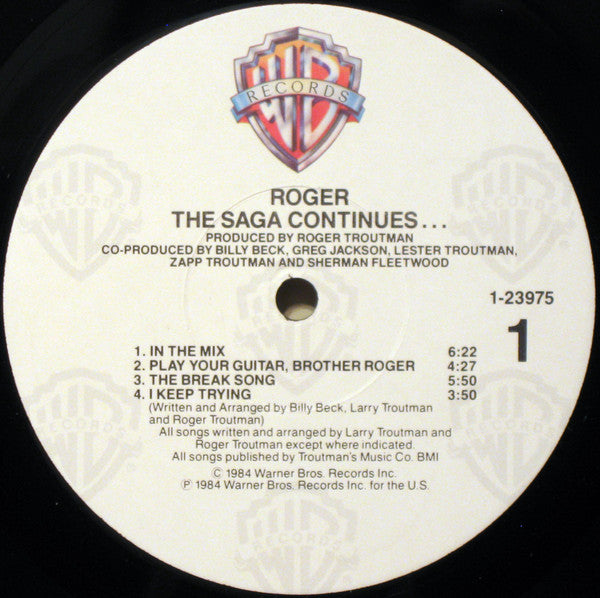 WB
RECORDS
®
ROGER
THE SAGA CONTINUES...
PRODUCED BY ROGER TROUTMAN
CO-PRODUCED BY BILLY BECK, GREG JACKSON, LESTER TROUTMAN,
ZAPP TROUTMAN AND SHERMAN FLEETWOOD
1-23975
1
1. IN THE MIX 6:22
2. PLAY YOUR GUITAR, BROTHER ROGER 4:27
3. THE BREAK SONG 5:50
4. I KEEP TRYING 3:50
(Written and Arranged by Billy Beck, Larry Troutman
and Roger Troutman)
All songs written and arranged by Larry Troutman and
Roger Troutman except where indicated.
All songs published by Troutman's Music Co. BMI
© 1984 Warner Bros. Records Inc.
℗ 1984 Warner Bros. Records Inc. for the U.S.